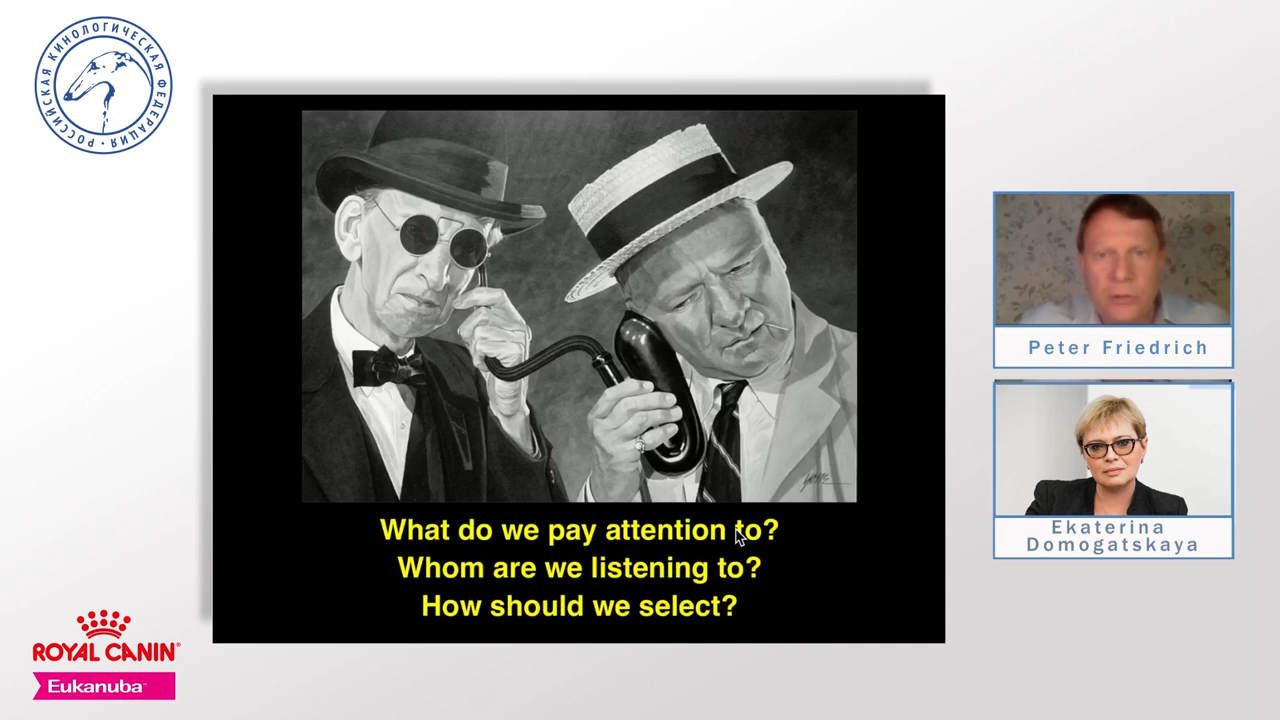 РОССИЙСКАЯ КИНОЛОГИЧЕСКАЯ ФЕДЕРАЦИЯ •
What do we pay attention to?
Whom are we listening to?
How should we select?
Peter Friedrich
Ekaterina
Domogatskaya
ROYAL CANIN®
Eukanuba™